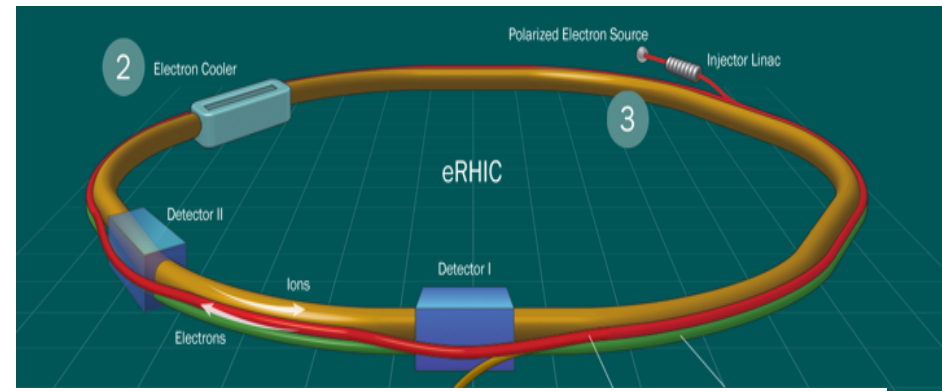 Polarized Electron Source
2
Electron Cooler
Injector Linac
3
eRHIC
Detector II
Detector I
Ions
Electrons